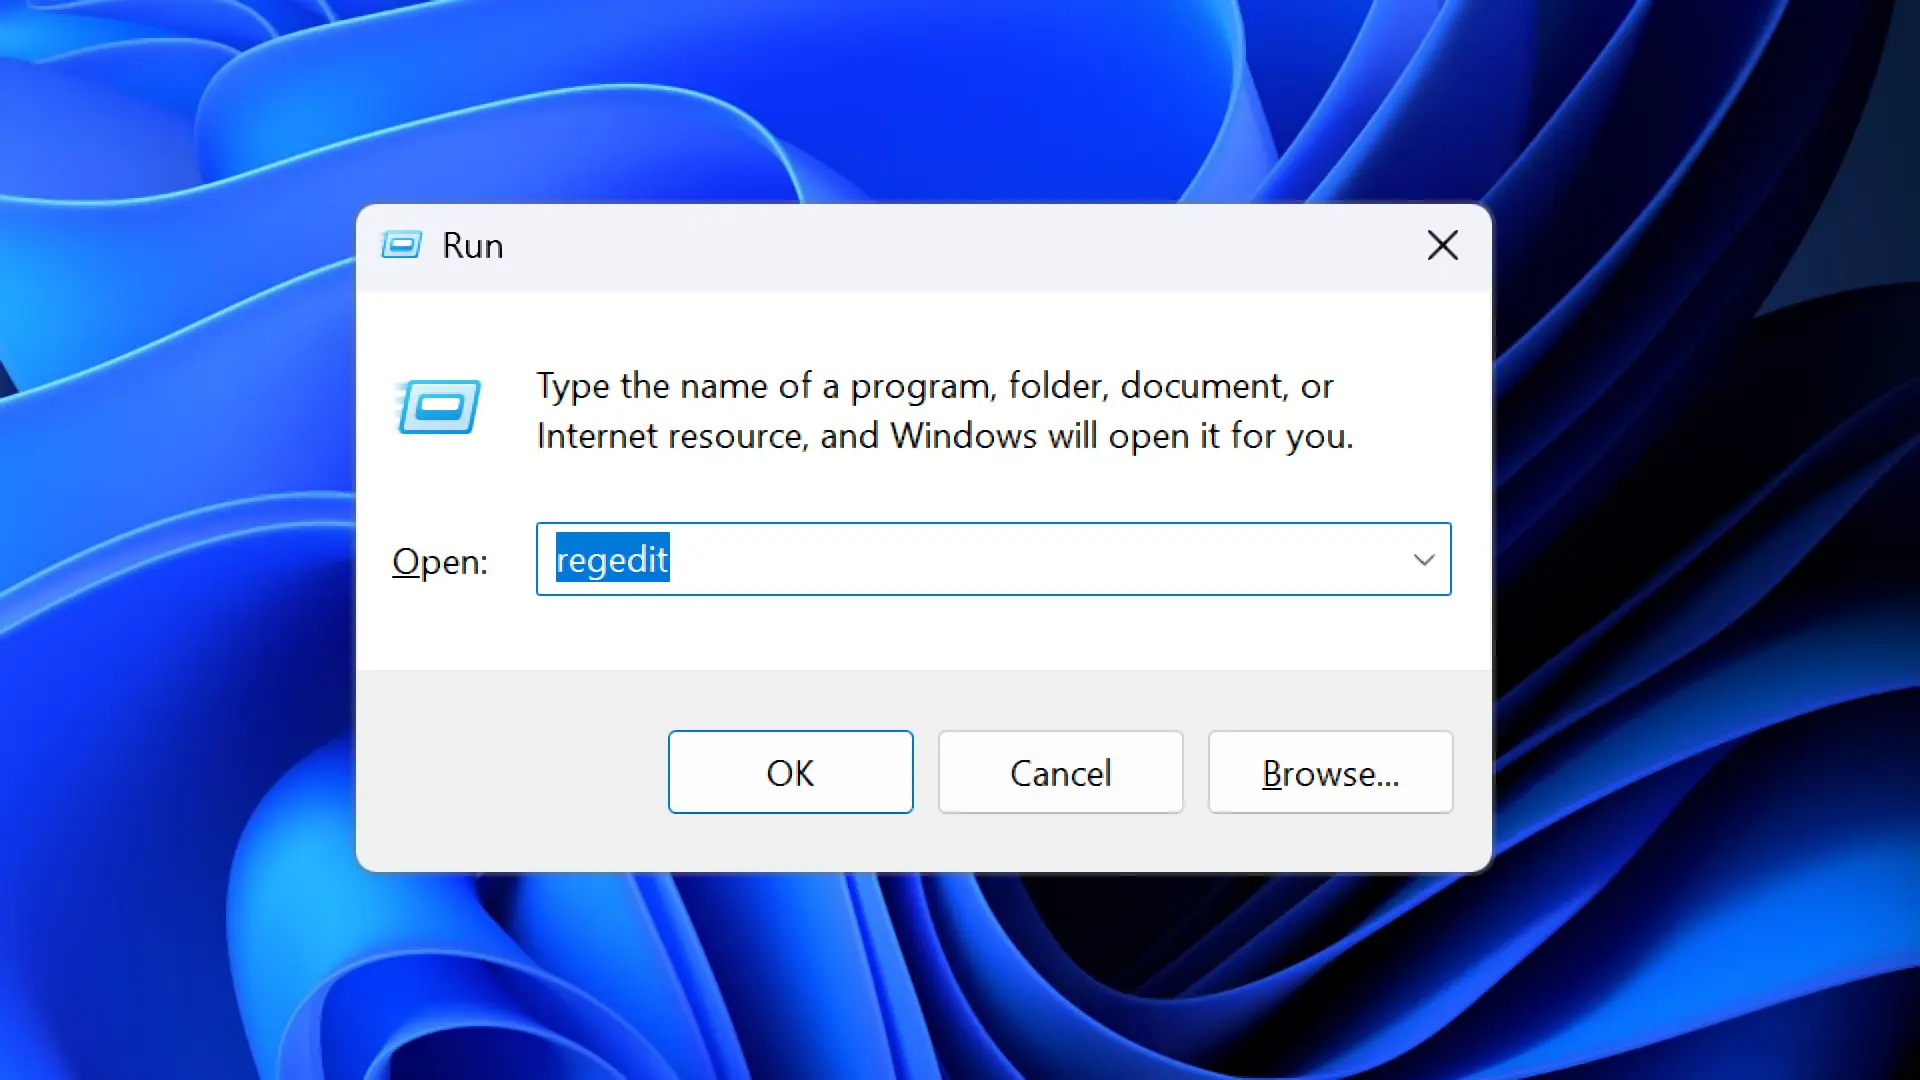 Run
Type the name of a program, folder, document, or
Internet resource, and Windows will open it for you.
Open: regedit
OK Cancel Browse...